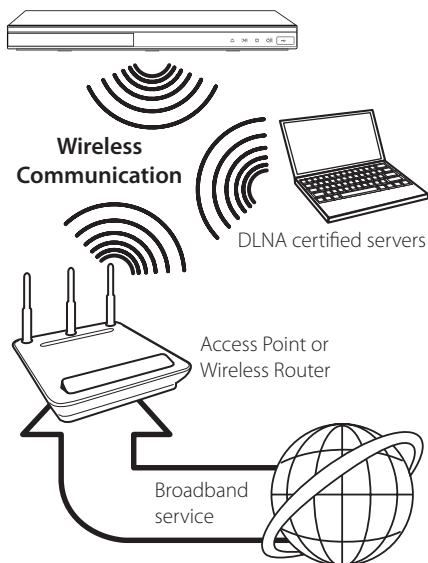 Wireless
Communication
DLNA certified servers
Access Point or
Wireless Router
Broadband
service